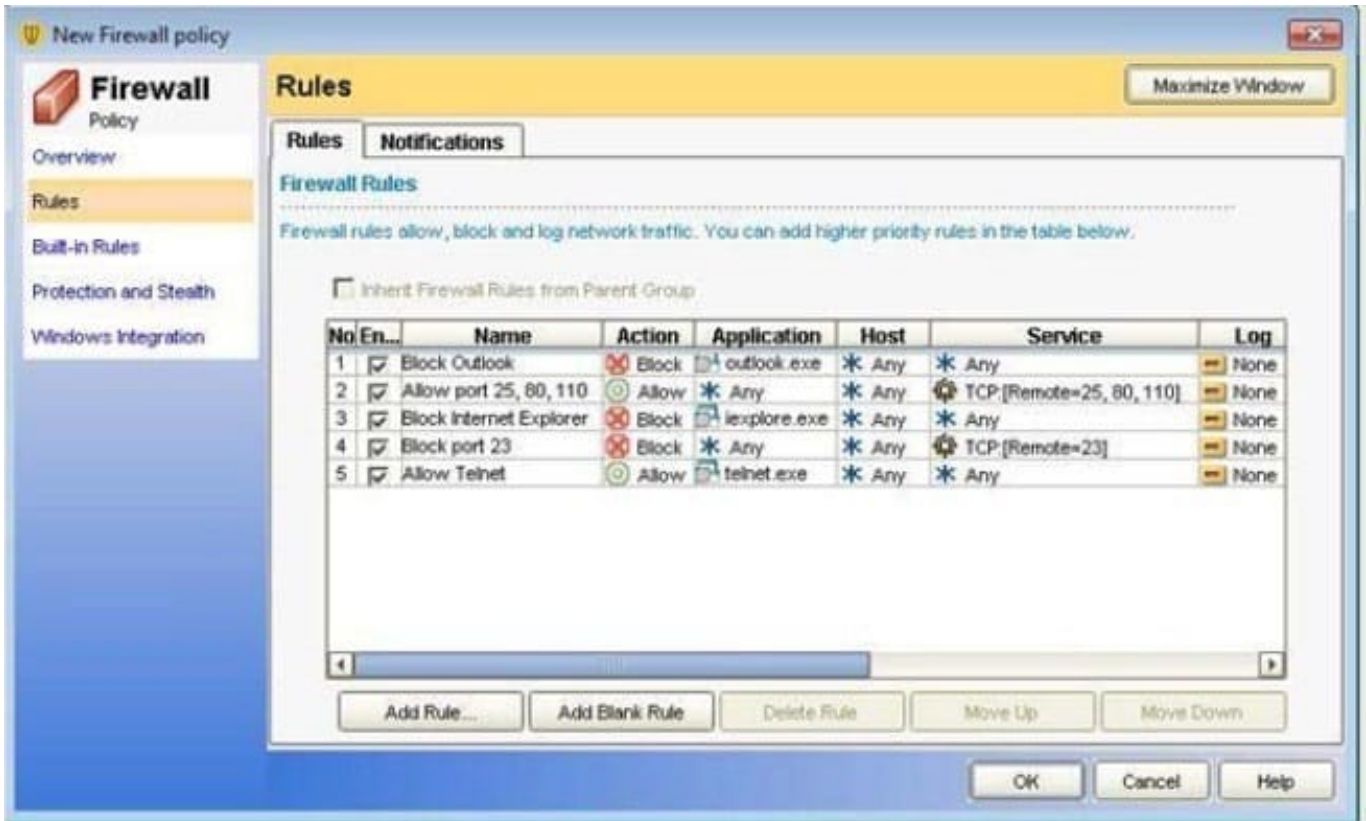 New Firewall policy
Firewall
Policy
Overview
Rules
Built-in Rules
Protection and Stealth
Windows Integration
Rules
Maximize Window
Rules Notifications
Firewall Rules
Firewall rules allow, block and log network traffic. You can add higher priority rules in the table below.
Inherit Firewall Rules from Parent Group
No En... Name Action Application Host Service Log
1 Block Outlook Block outlook.exe Any Any None
2 Allow port 25, 80, 110 Allow Any Any TCP:[Remote=25, 80, 110] None
3 Block Internet Explorer Block iexplore.exe Any Any None
4 Block port 23 Block Any Any TCP:[Remote=23] None
5 Allow Telnet Allow telnet.exe Any Any None
Add Rule... Add Blank Rule Delete Rule Move Up Move Down
OK Cancel Help